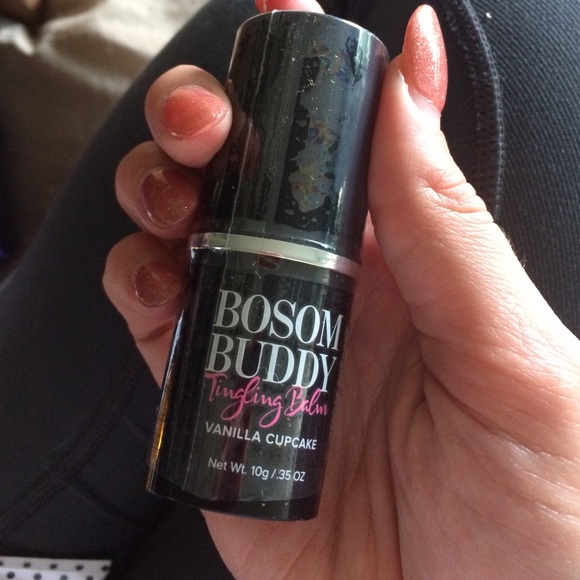 BOSOM
BUDDY
Tingling Balm
VANILLA CUPCAKE
Net Wt. 10g/.35 OZ